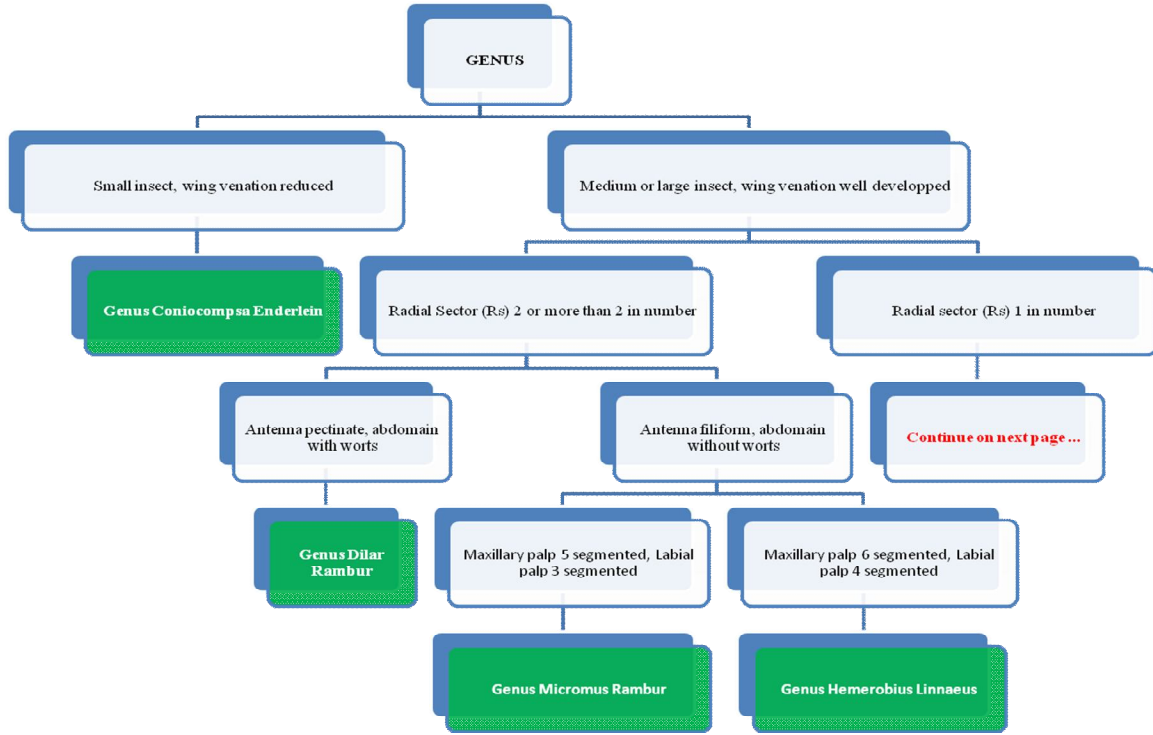 GENUS
Small insect, wing venation reduced
Medium or large insect, wing venation well developped
Genus Coniocompsa Enderlein
Radial Sector (Rs) 2 or more than 2 in number
Radial sector (Rs) 1 in number
Antenna pectinate, abdomain
with worts
Antenna filiform, abdomain
without worts
Continue on next page ...
Genus Dilar
Rambur
Maxillary palp 5 segmented, Labial
palp 3 segmented
Maxillary palp 6 segmented, Labial
palp 4 segmented
Genus Micromus Rambur
Genus Hemerobius Linnaeus